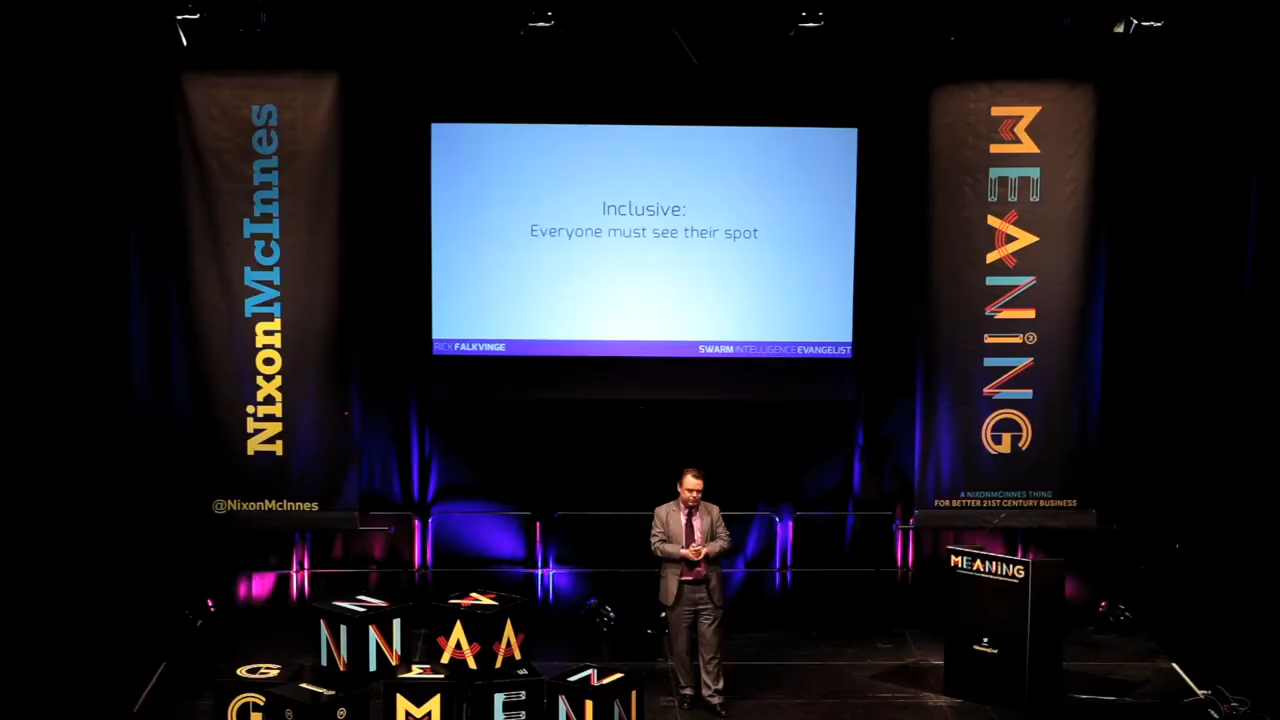 NixonMcInnes
@NixonMcInnes
Inclusive:
Everyone must see their spot
RICK FALKVINGE
SWARM INTELLIGENCE EVANGELIST
MEANiNG
A NIXONMCINNES THING
FOR BETTER 21ST CENTURY BUSINESS
MEANiNG
N
N N
A A
G
G
M
E
N
N N